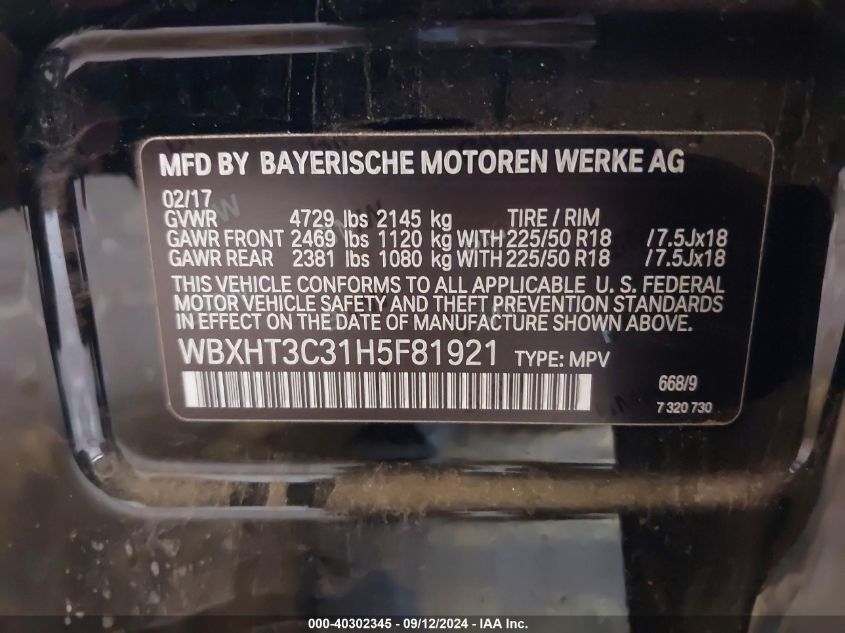 MFD BY BAYERISCHE MOTOREN WERKE AG
02/17
GVWR 4729 lbs 2145 kg TIRE / RIM
GAWR FRONT 2469 lbs 1120 kg WITH 225/50 R18 /7.5Jx18
GAWR REAR 2381 lbs 1080 kg WITH 225/50 R18 /7.5Jx18
THIS VEHICLE CONFORMS TO ALL APPLICABLE U. S. FEDERAL
MOTOR VEHICLE SAFETY AND THEFT PREVENTION STANDARDS
IN EFFECT ON THE DATE OF MANUFACTURE SHOWN ABOVE.
WBXHT3C31H5F81921 TYPE: MPV
668/9
7 320 730
000-40302345 - 09/12/2024 - IAA Inc.